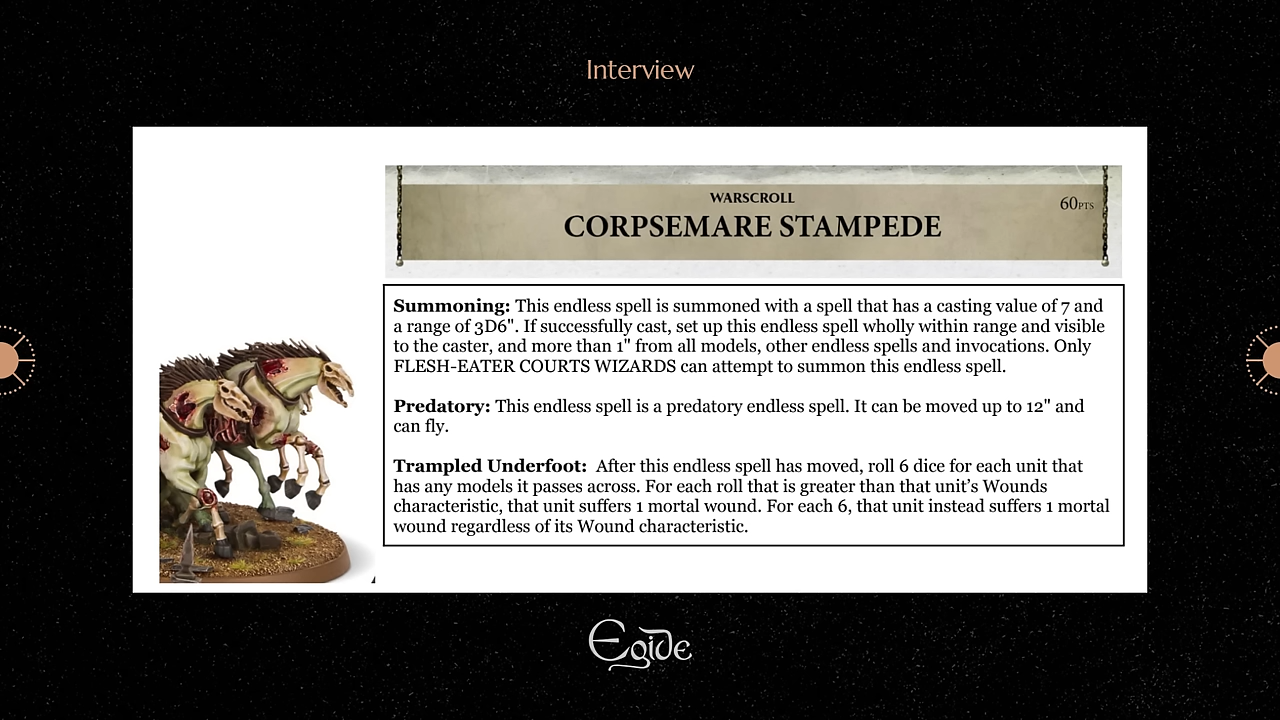 Interview
WARSCROLL
60PTS
CORPSEMARE STAMPEDE
Summoning: This endless spell is summoned with a spell that has a casting value of 7 and
a range of 3D6". If successfully cast, set up this endless spell wholly within range and visible
to the caster, and more than 1" from all models, other endless spells and invocations. Only
FLESH-EATER COURTS WIZARDS can attempt to summon this endless spell.
Predatory: This endless spell is a predatory endless spell. It can be moved up to 12" and
can fly.
Trampled Underfoot: After this endless spell has moved, roll 6 dice for each unit that
has any models it passes across. For each roll that is greater than that unit's Wounds
characteristic, that unit suffers 1 mortal wound. For each 6, that unit instead suffers 1 mortal
wound regardless of its Wound characteristic.
Egide